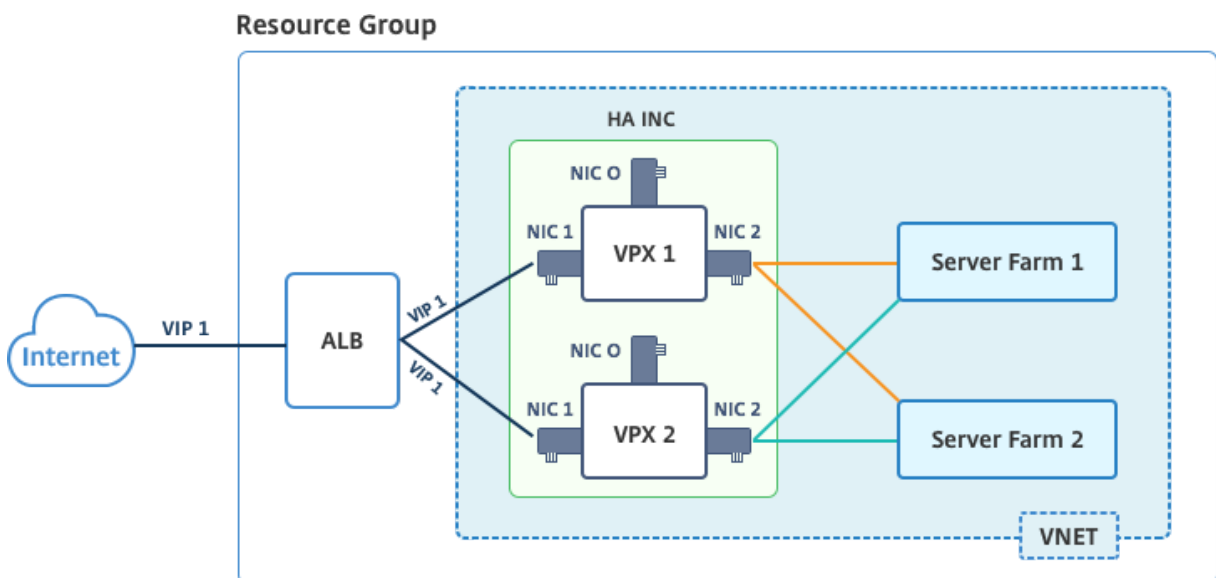 Resource Group
HA INC
NIC O
NIC 1
VPX 1
NIC 2
Server Farm 1
VIP 1
Internet
VIP 1
ALB
VIP 1
NIC O
NIC 1
VPX 2
NIC 2
Server Farm 2
VNET